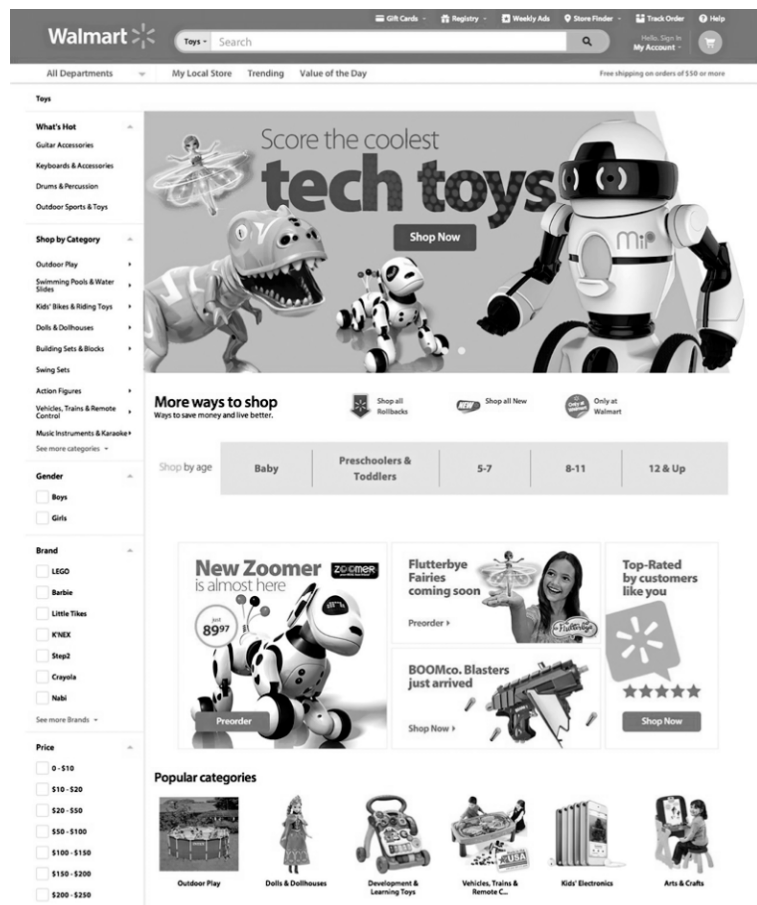 Gift Cards
Registry
Weekly Ads
Store Finder
Track Order
Help
Walmart
Toys
Search
Hello. Sign In
My Account
All Departments
My Local Store
Trending
Value of the Day
Free shipping on orders of $50 or more
Toys
What's Hot
Guitar Accessories
Keyboards & Accessories
Drums & Percussion
Outdoor Sports & Toys
Shop by Category
Outdoor Play
Swimming Pools & Water
Slides
Kids' Bikes & Riding Toys
Dolls & Dollhouses
Building Sets & Blocks
Swing Sets
Action Figures
Vehicles, Trains & Remote
Control
Music Instruments & Karaoke
See more categories
Gender
Boys
Girls
Brand
LEGO
Barbie
Little Tikes
K'NEX
Step2
Crayola
Nabi
See more Brands
Price
0 - $10
$10 - $20
$20 - $50
$50 - $100
$100 - $150
$150 - $200
$200 - $250
Score the coolest
tech toys
Shop Now
MiP
More ways to shop
Ways to save money and live better.
Shop all
Rollbacks
NEW
Shop all New
Only at
Walmart
Only at
Walmart
Shop by age
Baby
Preschoolers &
Toddlers
5-7
8-11
12 & Up
New Zoomer
is almost here
ZOOMER
just
8997
Preorder
Flutterbye
Fairies
coming soon
Preorder
Flutterbye
BOOMco. Blasters
just arrived
Shop Now
Top-Rated
by customers
like you
Shop Now
Popular categories
Outdoor Play
Dolls & Dollhouses
Development &
Learning Toys
USA
Vehicles, Trains &
Remote C...
Kids' Electronics
Arts & Crafts